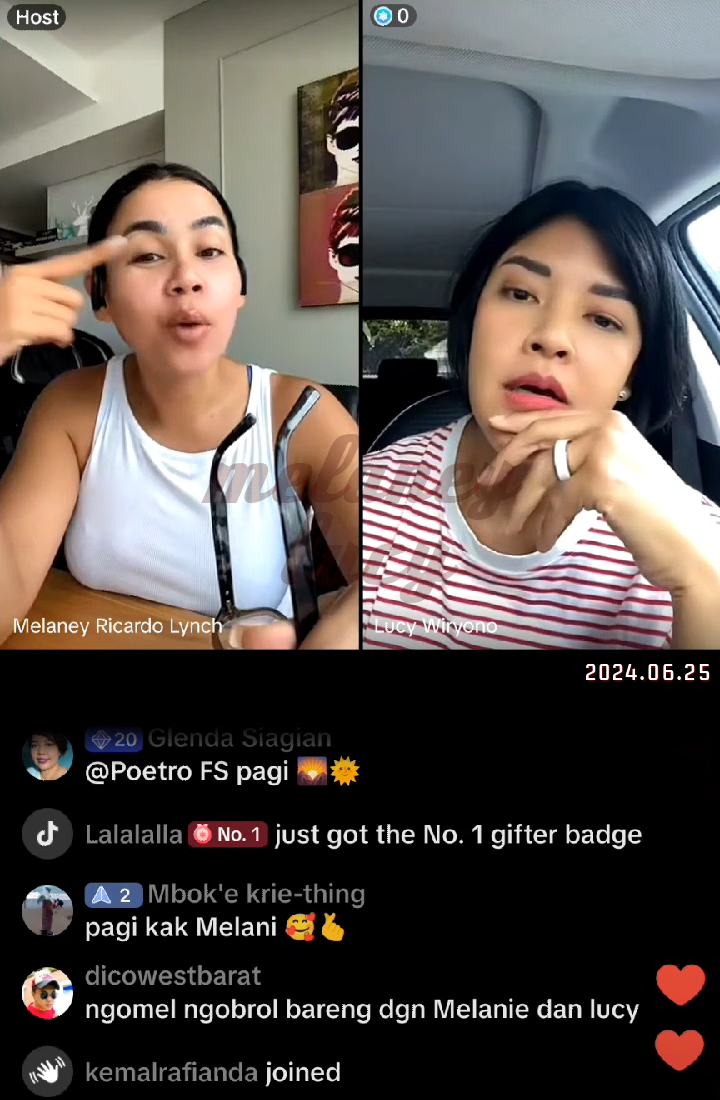 Host
0
melaney
lucy
Melaney Ricardo Lynch
Lucy Wiryono
2024.06.25
20 Glenda Siagian
@Poetro FS pagi 🌄🌞
Lalalalla No. 1 just got the No. 1 gifter badge
2 Mbok'e krie-thing
pagi kak Melani 🥰🫰
dicowestbarat
ngomel ngobrol bareng dgn Melanie dan lucy
kemalrafianda joined